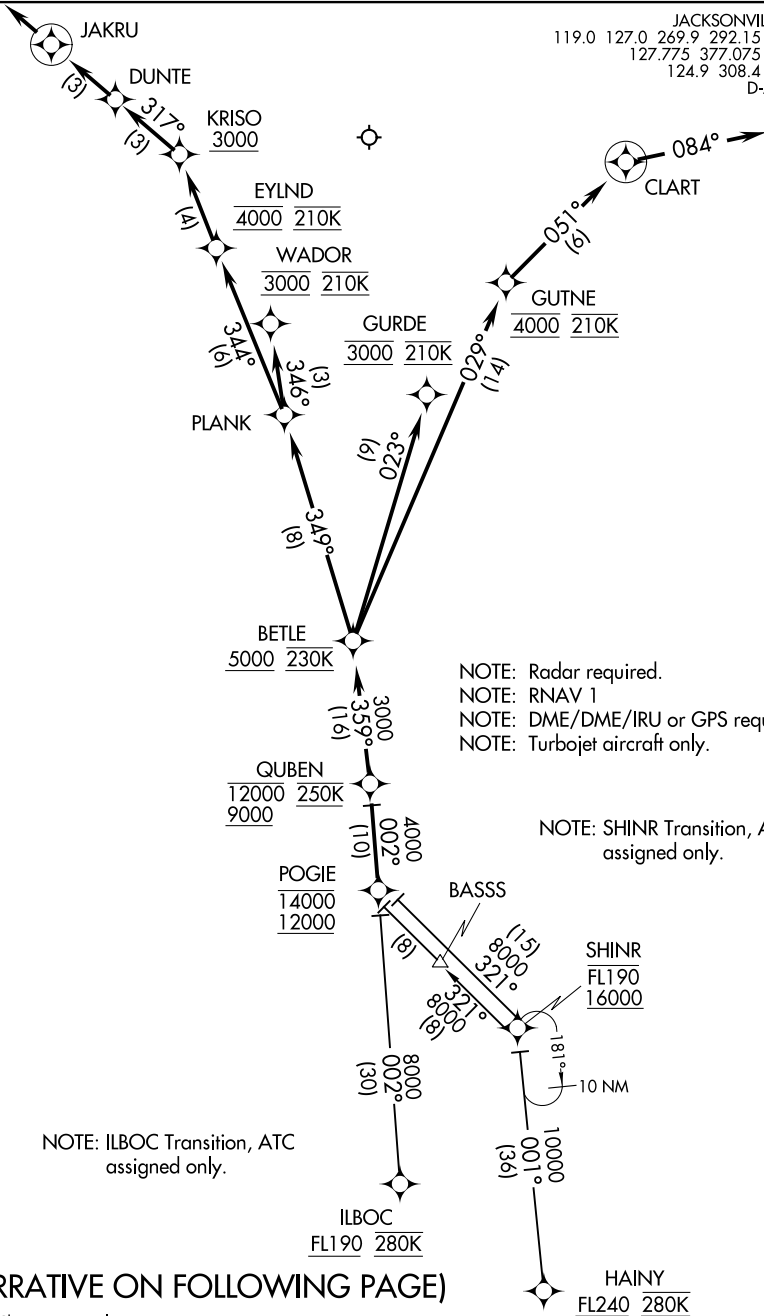 JACKSONVIL
119.0 127.0 269.9 292.15
127.775 377.075
124.9 308.4
D-
JAKRU
(3)
DUNTE
317°
(3)
KRISO
3000
(4)
EYLND
4000 210K
WADOR
3000 210K
344°
(6)
346°
(3)
PLANK
GURDE
3000 210K
023°
(9)
029°
(14)
GUTNE
4000 210K
051°
(6)
CLART
084°
349°
(8)
BETLE
5000 230K
NOTE: Radar required.
NOTE: RNAV 1
NOTE: DME/DME/IRU or GPS requ
NOTE: Turbojet aircraft only.
3000
359°
(16)
QUBEN
12000 250K
9000
NOTE: SHINR Transition, A
assigned only.
4000
002°
(10)
POGIE
14000
12000
BASSS
(8)
(15)
8000
321°
321°
8000
(8)
SHINR
FL190
16000
181°
10 NM
8000
002°
(30)
10000
001°
(36)
NOTE: ILBOC Transition, ATC
assigned only.
ILBOC
FL190 280K
HAINY
FL240 280K
RRATIVE ON FOLLOWING PAGE)